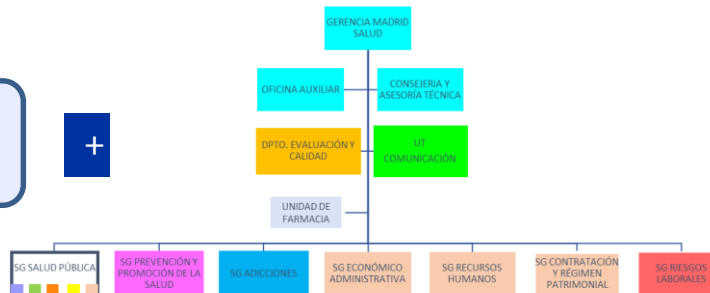 GERENCIA MADRID
SALUD
OFICINA AUXILIAR
CONSEJERIA Y
ASESORÍA TÉCNICA
DPTO. EVALUACIÓN Y
CALIDAD
UT
COMUNICACIÓN
+
UNIDAD DE
FARMACIA
SG SALUD PÚBLICA
SG PREVENCIÓN Y
PROMOCIÓN DE LA
SALUD
SG ADICCIONES
SG ECONÓMICO
ADMINISTRATIVA
SG RECURSOS
HUMANOS
SG CONTRATACIÓN
Y RÉGIMEN
PATRIMONIAL
SG RIESGOS
LABORALES